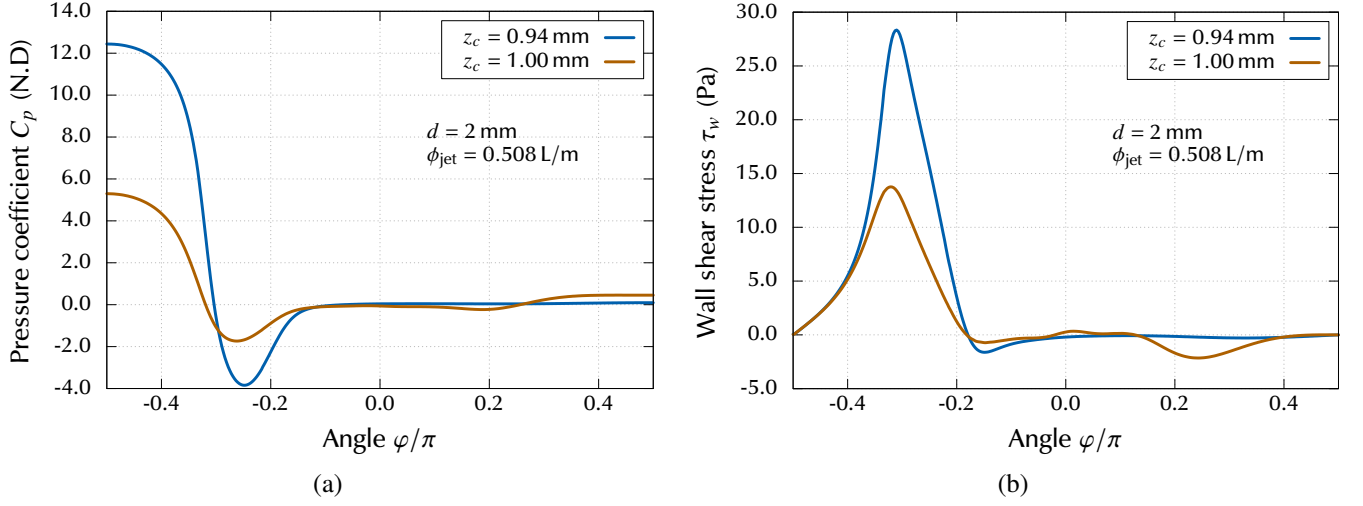 Pressure coefficient C_p (N.D)
12.0
10.0
8.0
6.0
4.0
2.0
0.0
-2.0
-4.0
-0.4 -0.2 0.0 0.2 0.4
Angle φ/π
z_c = 0.94 mm
z_c = 1.00 mm
d = 2 mm
ϕ_jet = 0.508 L/m
(a)
Wall shear stress τ_w (Pa)
30.0
25.0
20.0
15.0
10.0
5.0
0.0
-5.0
-0.4 -0.2 0.0 0.2 0.4
Angle φ/π
z_c = 0.94 mm
z_c = 1.00 mm
d = 2 mm
ϕ_jet = 0.508 L/m
(b)